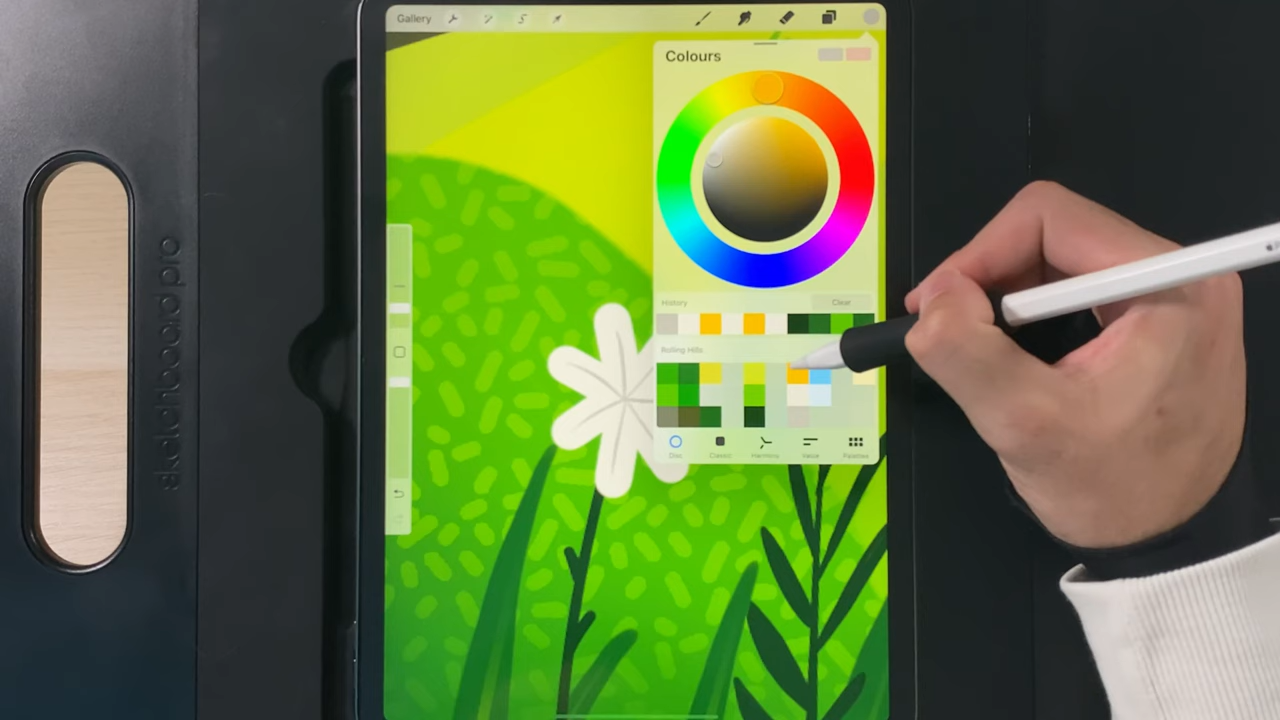 Gallery
Colours
History
Clear
Rolling Hills
Disc
Classic
Harmony
Value
Palettes
sketchboard pro